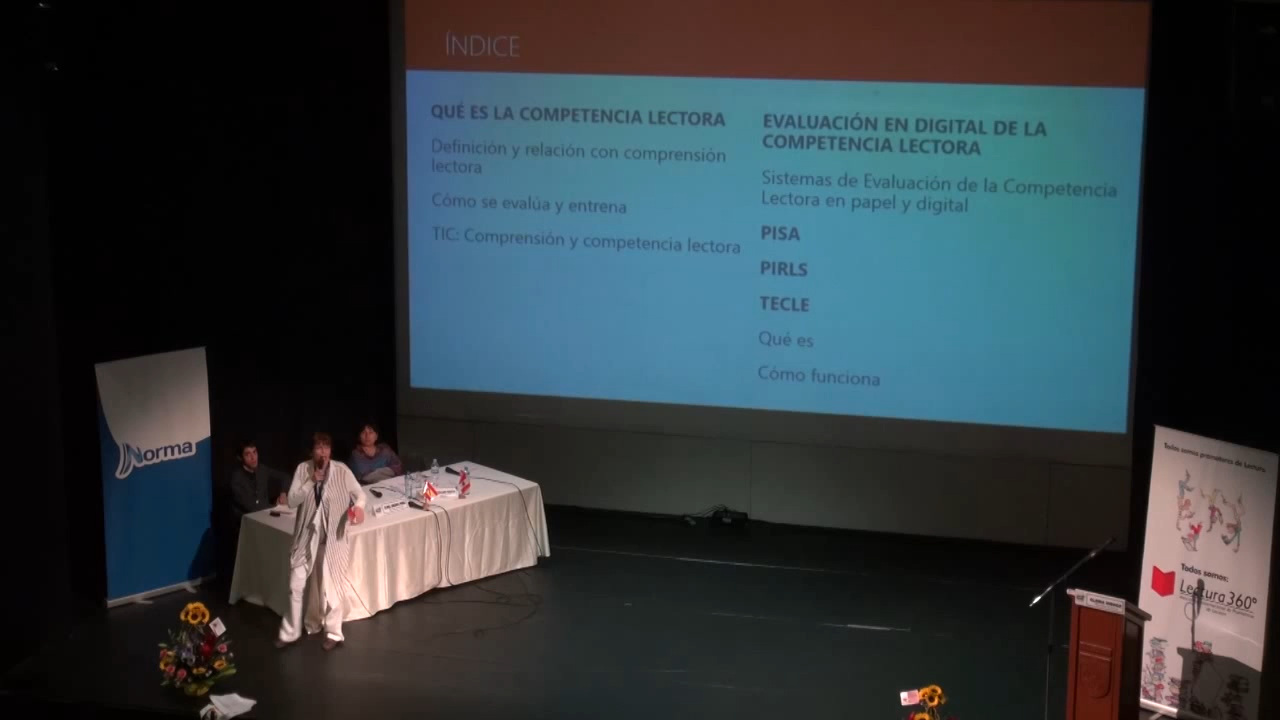 ÍNDICE
QUÉ ES LA COMPETENCIA LECTORA
Definición y relación con comprensión
lectora
Cómo se evalúa y entrena
TIC: Comprensión y competencia lectora
EVALUACIÓN EN DIGITAL DE LA
COMPETENCIA LECTORA
Sistemas de Evaluación de la Competencia
Lectora en papel y digital
PISA
PIRLS
TECLE
Qué es
Cómo funciona
Norma
Todos somos promotores de Lectura
Todos somos:
Lectura 360°